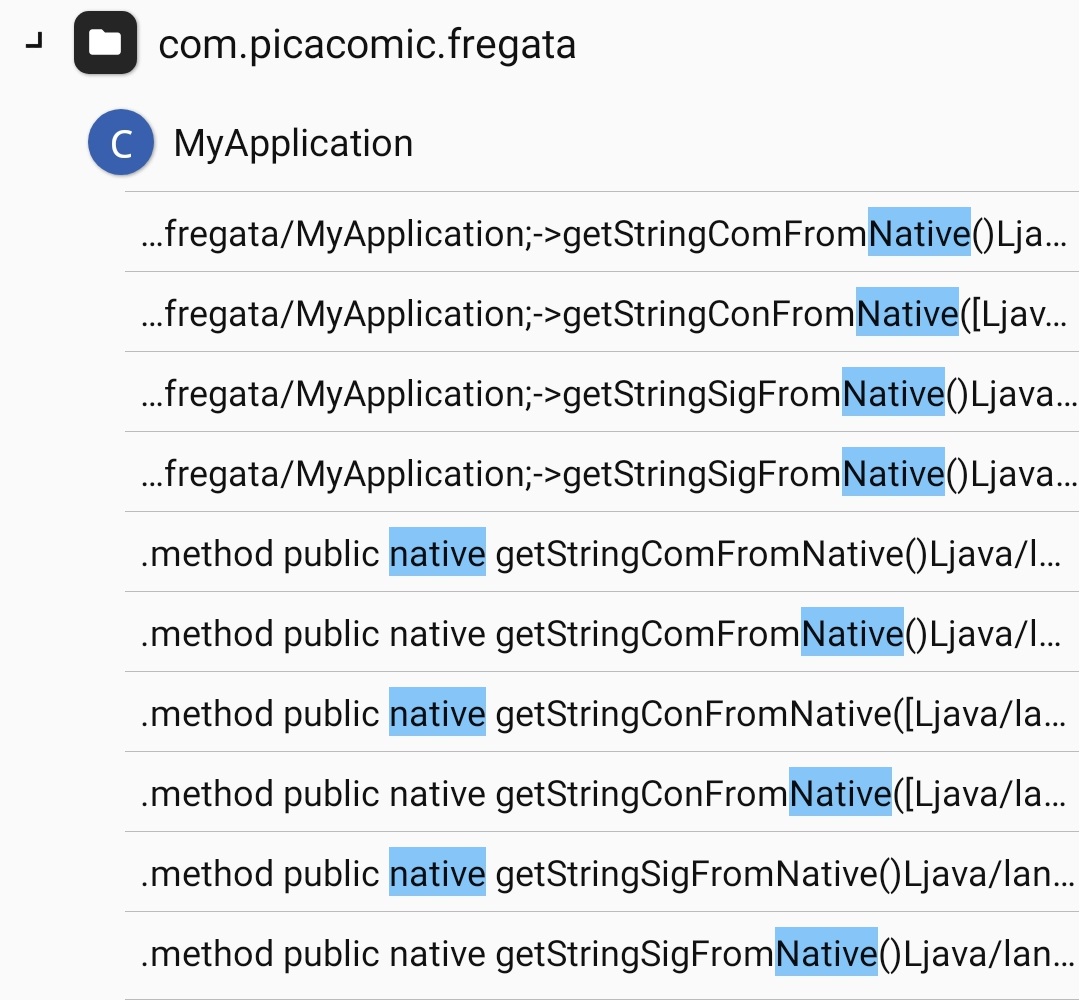 com.picacomic.fregata
C MyApplication
...fregata/MyApplication;->getStringComFromNative()Lja...
...fregata/MyApplication;->getStringConFromNative([Ljav...
...fregata/MyApplication;->getStringSigFromNative()Ljava...
...fregata/MyApplication;->getStringSigFromNative()Ljava...
.method public native getStringComFromNative()Ljava/l...
.method public native getStringComFromNative()Ljava/l...
.method public native getStringConFromNative([Ljava/la...
.method public native getStringConFromNative([Ljava/la...
.method public native getStringSigFromNative()Ljava/lan...
.method public native getStringSigFromNative()Ljava/lan...